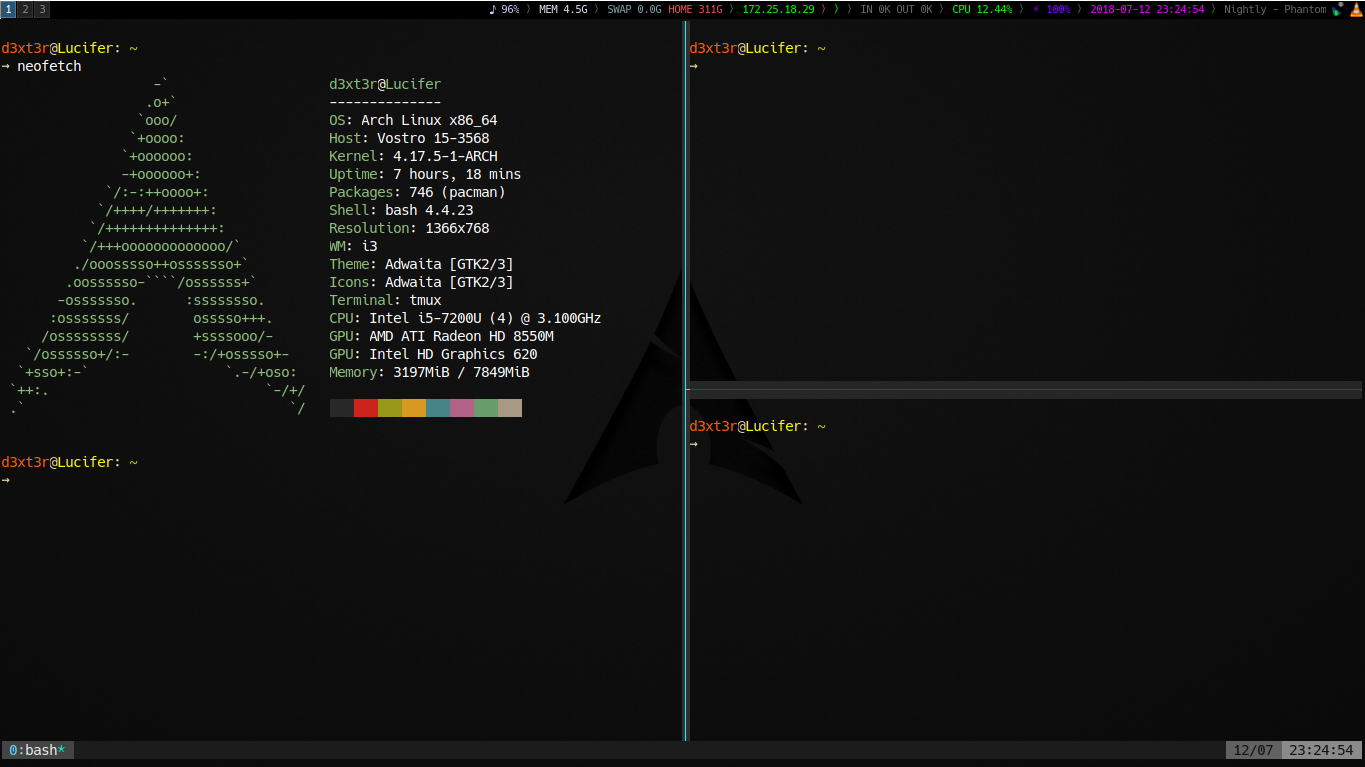 1 2 3 ♪ 96% 〉 MEM 4.5G 〉 SWAP 0.0G HOME 311G 〉 172.25.18.29 〉 〉 〉 IN 0K OUT 0K 〉 CPU 12.44% 〉 ⚡ 100% 〉 2018-07-12 23:24:54 〉 Nightly - Phantom
d3xt3r@Lucifer: ~
→ neofetch
                   -`
                  .o+`
                 `ooo/
                `+oooo:
               `+oooooo:
               -+oooooo+:
             `/:-:++oooo+:
            `/++++/+++++++:
           `/++++++++++++++:
          `/+++ooooooooooooo/`
         ./ooosssso++osssssso+`
        .oossssso-````/ossssss+`
       -osssssso.      :ssssssso.
      :osssssss/        osssso+++.
     /ossssssss/        +ssssooo/-
   `/ossssso+/:-        -:/+osssso+-
  `+sso+:-`                 `.-/+oso:
 `++:.                           `-/+/
 .`                                 `/
d3xt3r@Lucifer
--------------
OS: Arch Linux x86_64
Host: Vostro 15-3568
Kernel: 4.17.5-1-ARCH
Uptime: 7 hours, 18 mins
Packages: 746 (pacman)
Shell: bash 4.4.23
Resolution: 1366x768
WM: i3
Theme: Adwaita [GTK2/3]
Icons: Adwaita [GTK2/3]
Terminal: tmux
CPU: Intel i5-7200U (4) @ 3.100GHz
GPU: AMD ATI Radeon HD 8550M
GPU: Intel HD Graphics 620
Memory: 3197MiB / 7849MiB
d3xt3r@Lucifer: ~
→
d3xt3r@Lucifer: ~
→
d3xt3r@Lucifer: ~
→
0:bash* 12/07 23:24:54